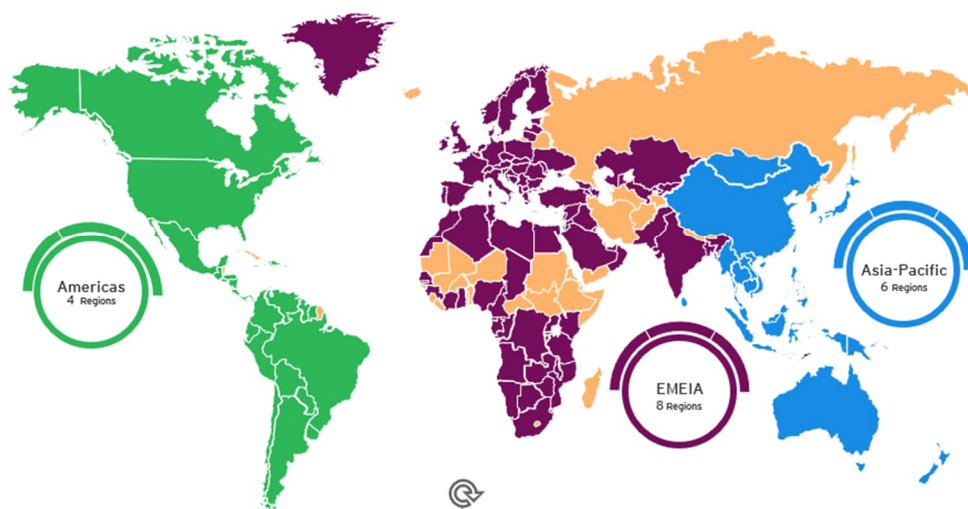 Americas
4 Regions
Asia-Pacific
6 Regions
EMEIA
8 Regions